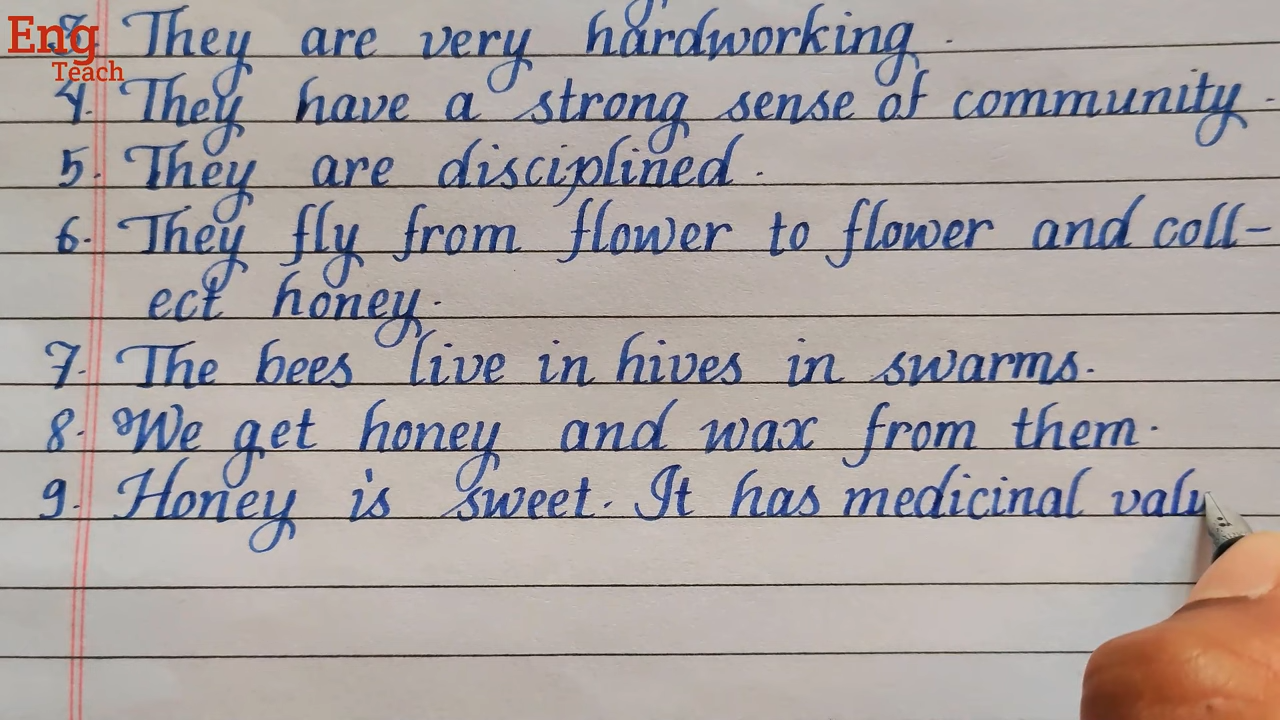 Eng
Teach
3. They are very hardworking.
4. They have a strong sense of community.
5. They are disciplined.
6. They fly from flower to flower and coll-
ect honey.
7. The bees live in hives in swarms.
8. We get honey and wax from them.
9. Honey is sweet. It has medicinal valu